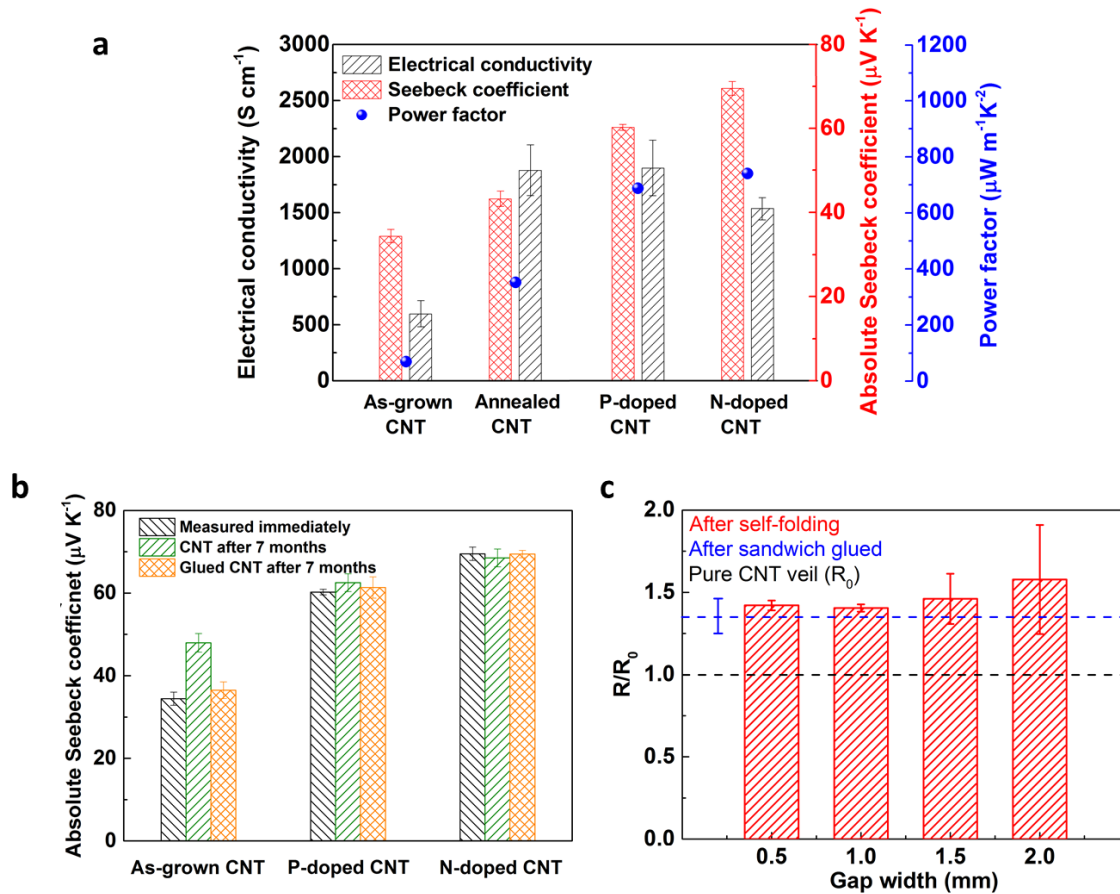 a
Electrical conductivity (S cm⁻¹)
3000
2500
2000
1500
1000
500
0
Electrical conductivity
Seebeck coefficient
Power factor
As-grown
CNT
Annealed
CNT
P-doped
CNT
N-doped
CNT
80
60
40
20
0
Absolute Seebeck coefficient (μV K⁻¹)
1200
1000
800
600
400
200
0
Power factor (μW m⁻¹K⁻²)
b
Absolute Seebeck coefficnet (μV K⁻¹)
80
60
40
20
0
Measured immediately
CNT after 7 months
Glued CNT after 7 months
As-grown CNT
P-doped CNT
N-doped CNT
c
R/R₀
2.0
1.5
1.0
0.5
0.0
After self-folding
After sandwich glued
Pure CNT veil (R₀)
0.5
1.0
1.5
2.0
Gap width (mm)